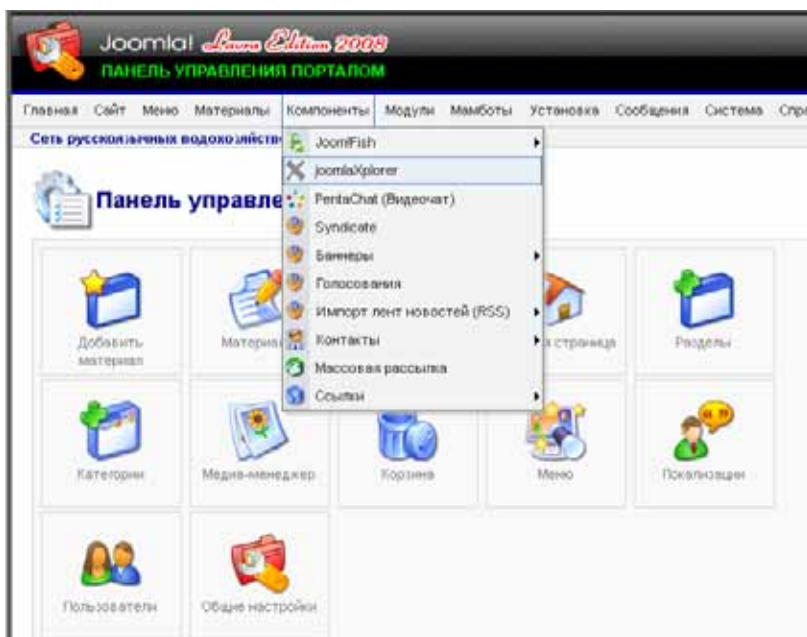 Joomla! Lavra Edition 2008
ПАНЕЛЬ УПРАВЛЕНИЯ ПОРТАЛОМ
Главная Сайт Меню Материалы Компоненты Модули Мамботы Установка Сообщения Система Спра
Сеть русскоязычных водохозяйств
Панель управле
JoomFish
joomlaXplorer
PentaChat (Видеочат)
Syndicate
Баннеры
Голосования
Импорт лент новостей (RSS)
Контакты
Массовая рассылка
Ссылки
Добавить материал
Материа
страница
Разделы
Категории
Медиа-менеджер
Корзина
Меню
Локализации
Пользователи
Общие настройки